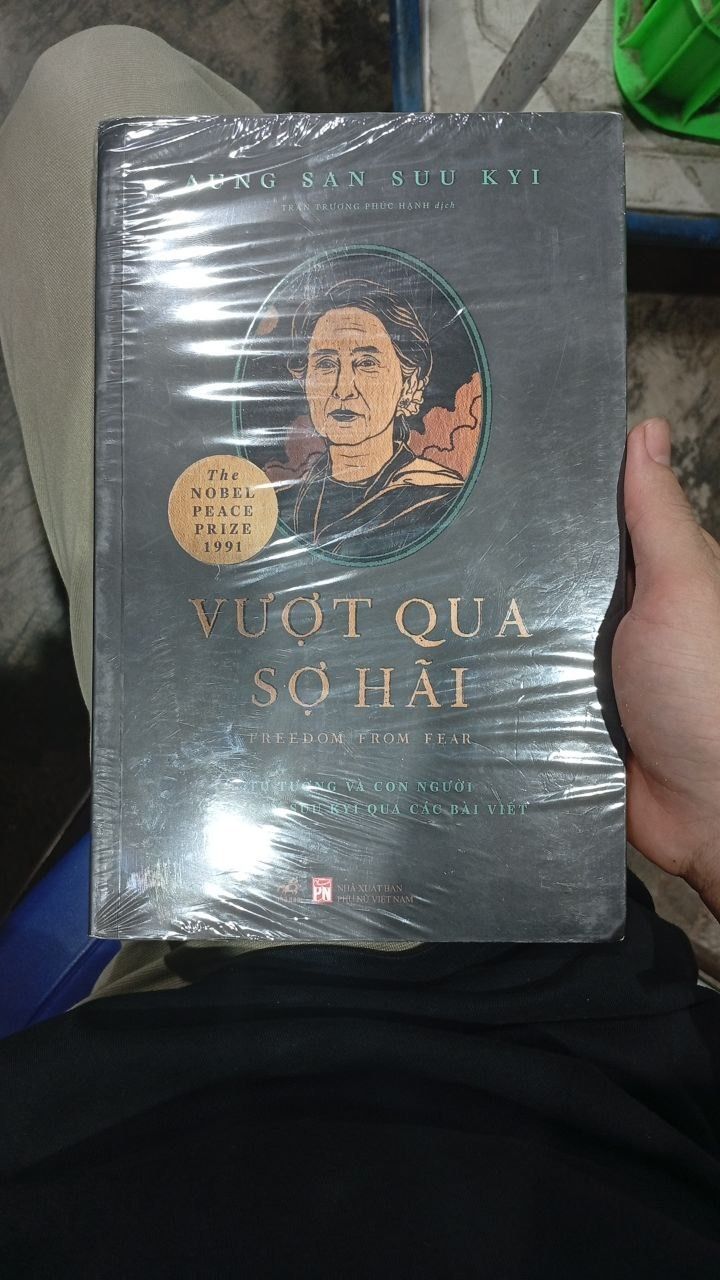 AUNG SAN SUU KYI
TRẦN TRƯƠNG PHÚC HẠNH dịch
The
NOBEL
PEACE
PRIZE
1991
VƯỢT QUA
SỢ HÃI
FREEDOM FROM FEAR
TƯ TƯỞNG VÀ CON NGƯỜI
SUU KYI QUA CÁC BÀI VIẾT
PN
NHÀ XUẤT BẢN
PHỤ NỮ VIỆT NAM